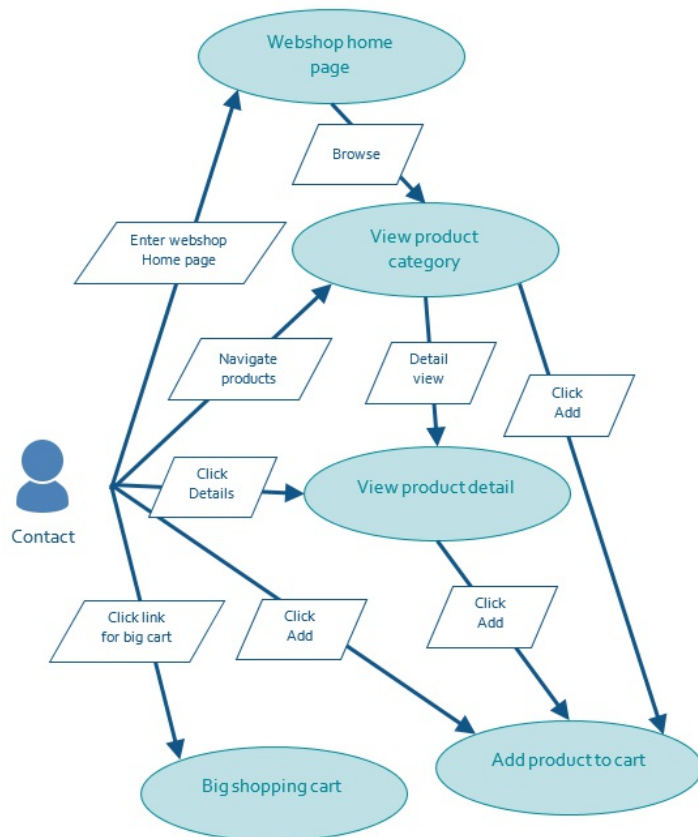 Webshop home
page
Browse
Enter webshop
Home page
View product
category
Navigate
products
Detail
view
Click
Add
Contact
Click
Details
View product detail
Click link
for big cart
Click
Add
Click
Add
Big shopping cart
Add product to cart